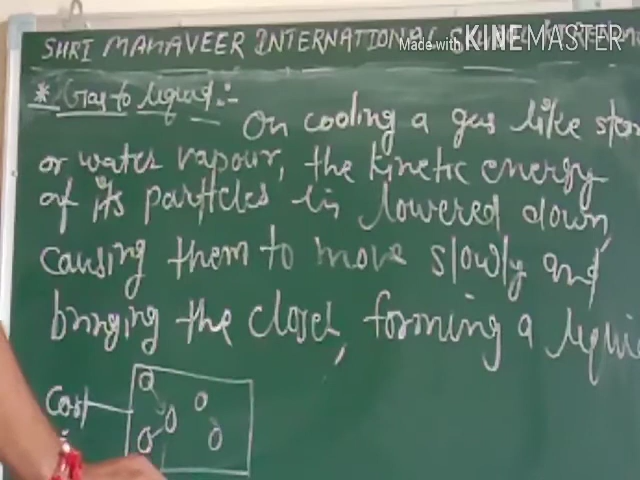 SHRI MAHAVEER INTERNATIONAL
Made with KINEMASTER
* Gas to liquid :-
On cooling a gas like
or water vapour, the kinetic energy
of its particles is lowered down,
causing them to move slowly and
bringing the closer, forming a